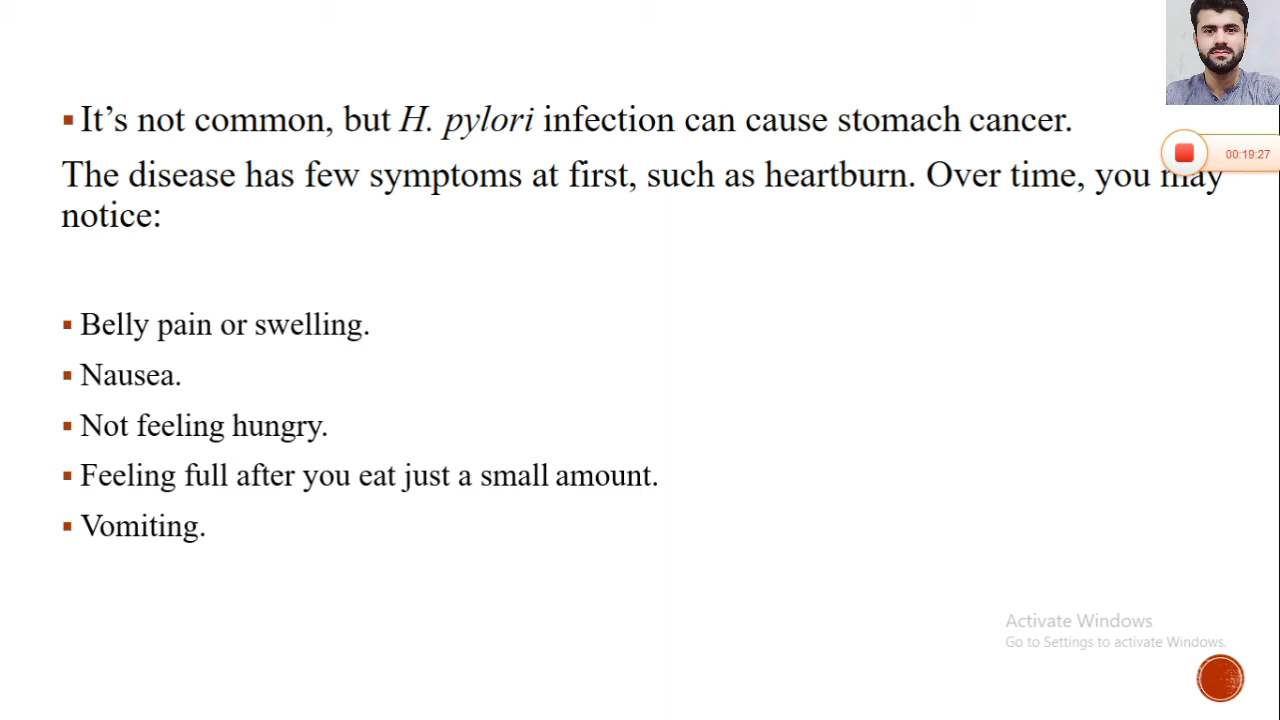 It's not common, but H. pylori infection can cause stomach cancer.
00:19:27
The disease has few symptoms at first, such as heartburn. Over time, you may
notice:
Belly pain or swelling.
Nausea.
Not feeling hungry.
Feeling full after you eat just a small amount.
Vomiting.
Activate Windows
Go to Settings to activate Windows.